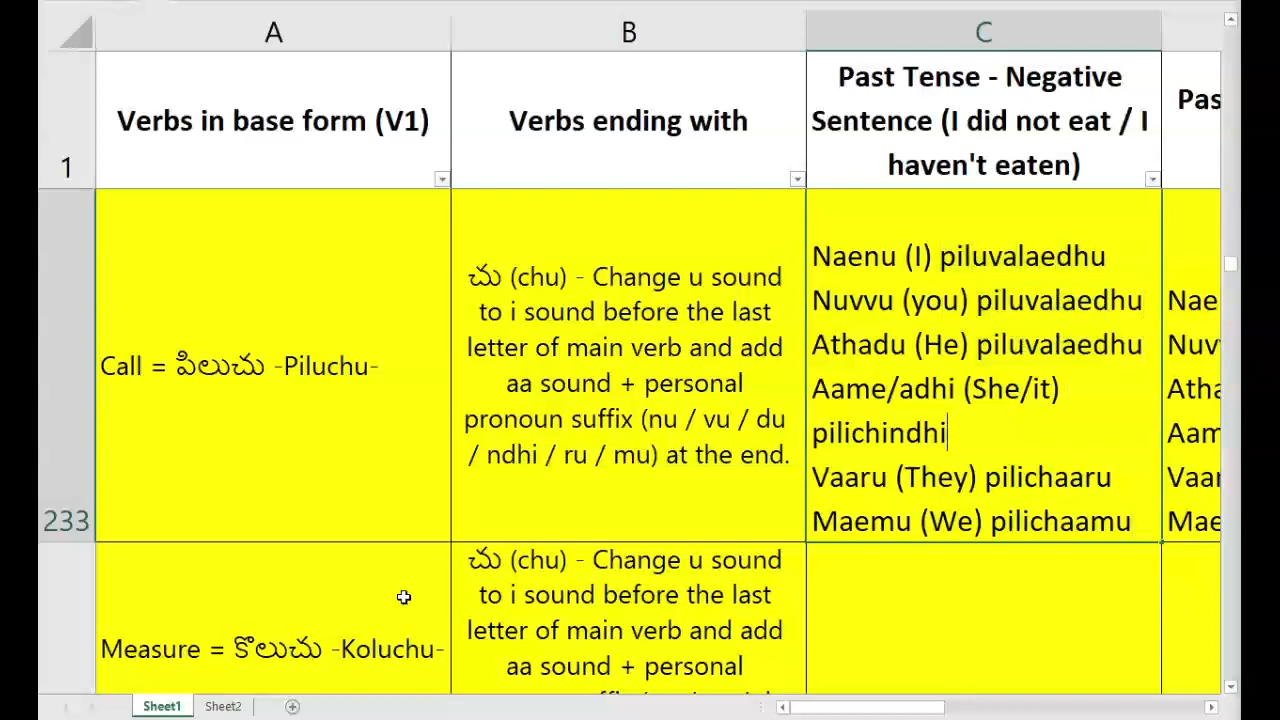 A
B
C
1
Verbs in base form (V1)
Verbs ending with
Past Tense - Negative
Sentence (I did not eat / I
haven't eaten)
Pas
233
Call = పిలుచు -Piluchu-
చు (chu) - Change u sound
to i sound before the last
letter of main verb and add
aa sound + personal
pronoun suffix (nu / vu / du
/ ndhi / ru / mu) at the end.
Naenu (I) piluvalaedhu
Nuvvu (you) piluvalaedhu
Athadu (He) piluvalaedhu
Aame/adhi (She/it)
pilichindhi
Vaaru (They) pilichaaru
Maemu (We) pilichaamu
Nae
Nuv
Atha
Aam
Vaar
Mae
Measure = కొలుచు -Koluchu-
చు (chu) - Change u sound
to i sound before the last
letter of main verb and add
aa sound + personal
Sheet1
Sheet2